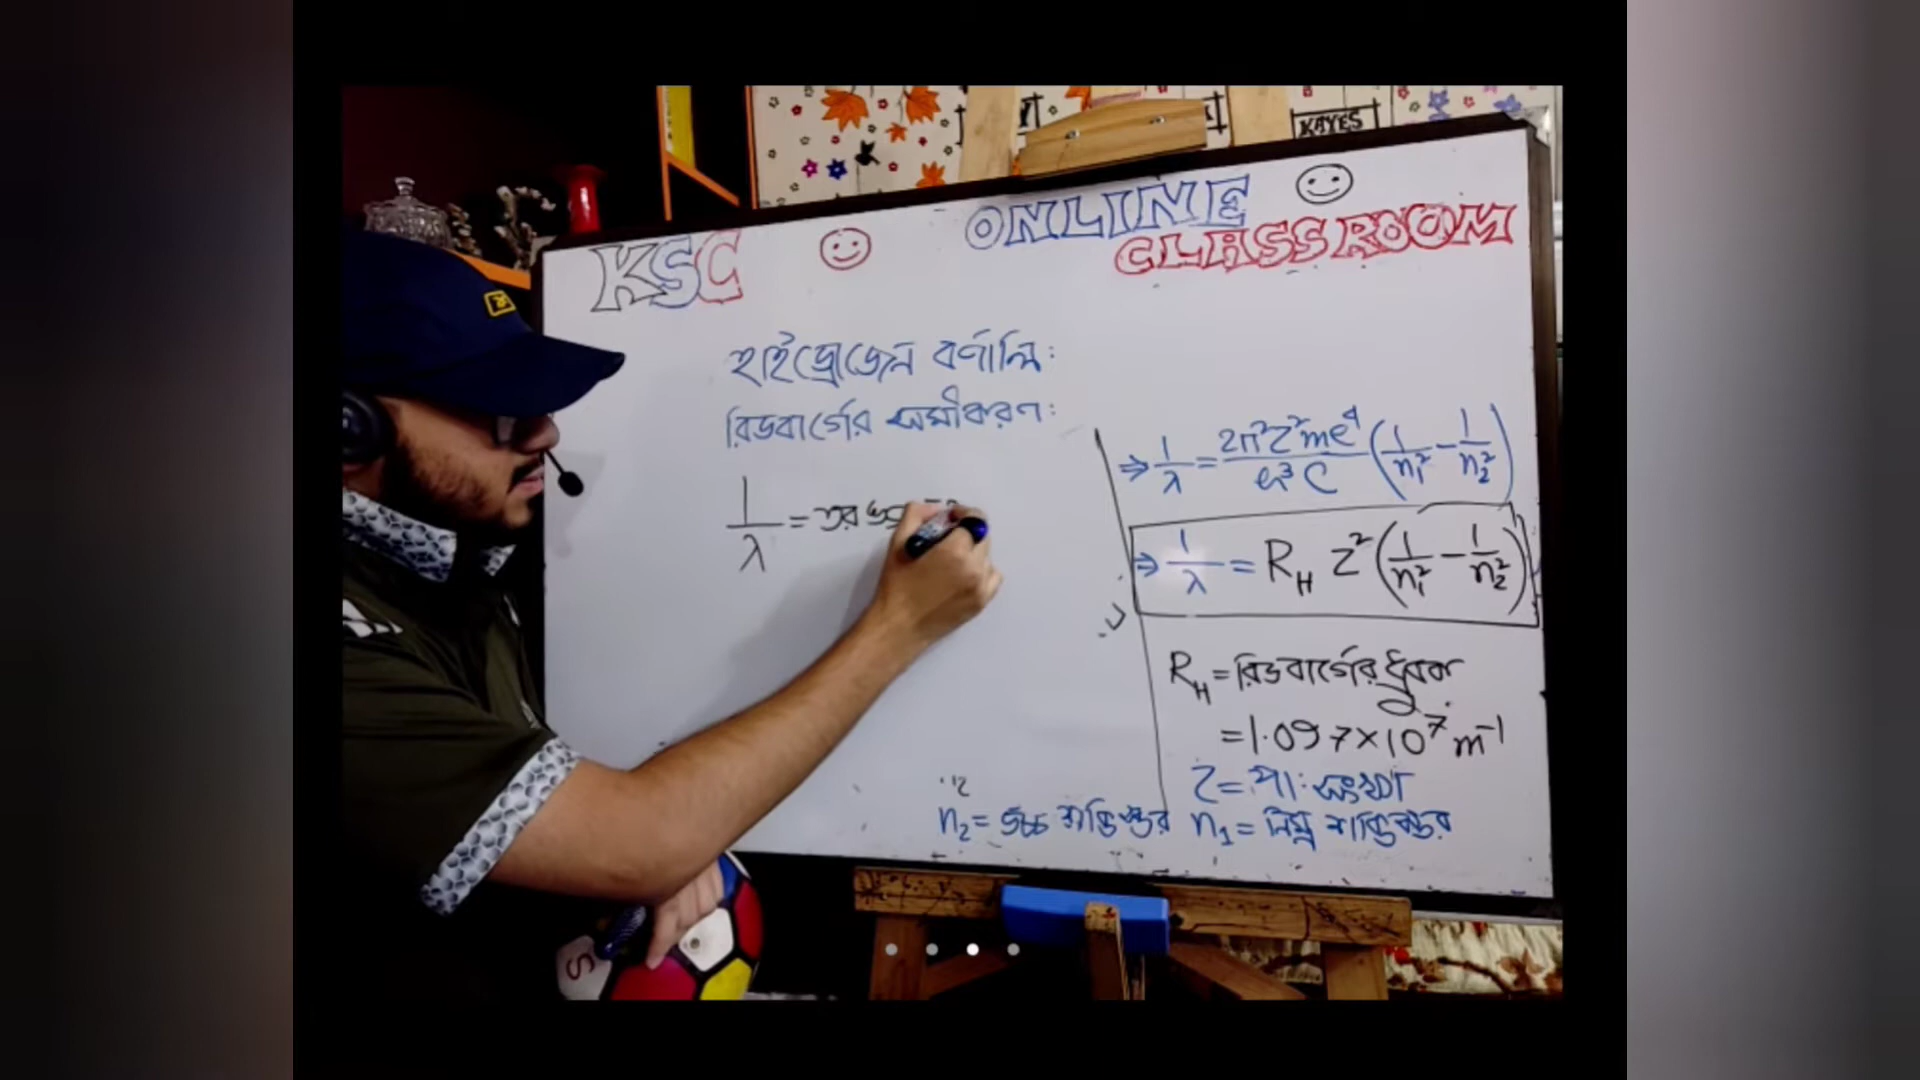 KAYES
KSC
ONLINE
CLASSROOM
হাইড্রোজেন বর্ণালি:
রিডবার্গের সমীকরণ:
1/λ = তরঙ্গ
⇒ 1/λ = 2π²Z²me⁴/h³C (1/n₁² − 1/n₂²)
⇒ 1/λ = R_H Z² (1/n₁² − 1/n₂²)
R_H = রিডবার্গের ধ্রুবক
= 1.097×10⁷ m⁻¹
Z = পা: সংখ্যা
n₂ = উচ্চ শক্তিস্তর n₁ = নিম্ন শক্তিস্তর